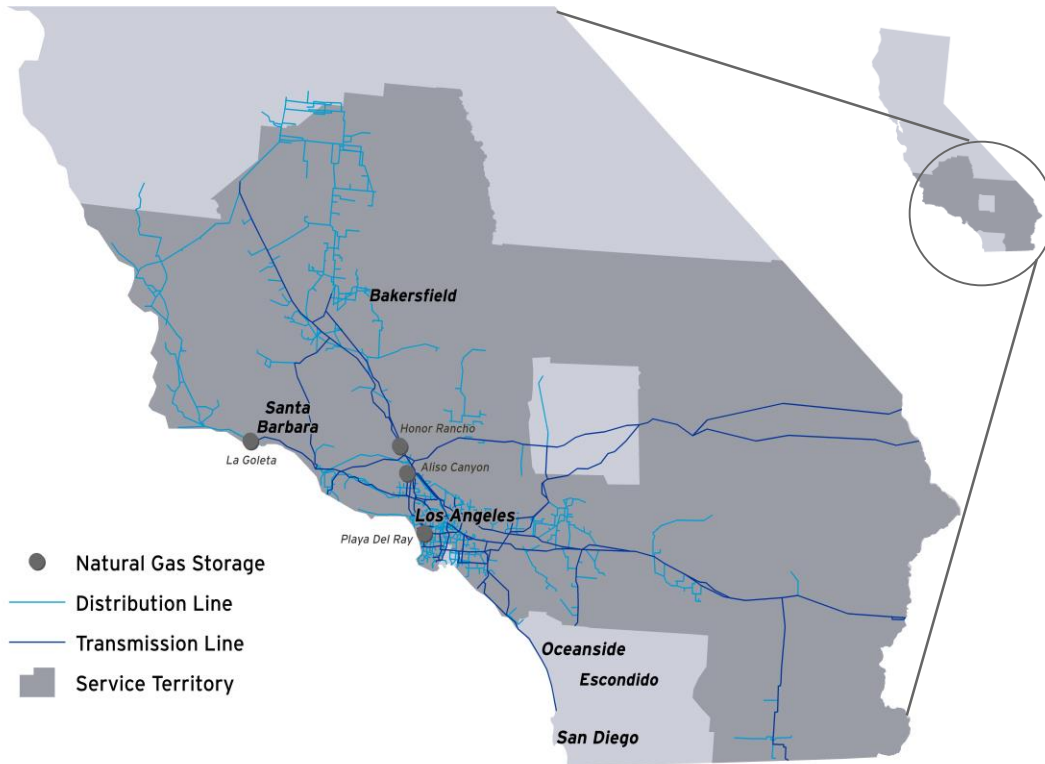 Bakersfield
Santa
Barbara
Honor Rancho
La Goleta
Aliso Canyon
Los Angeles
Playa Del Ray
Natural Gas Storage
Distribution Line
Transmission Line
Service Territory
Oceanside
Escondido
San Diego